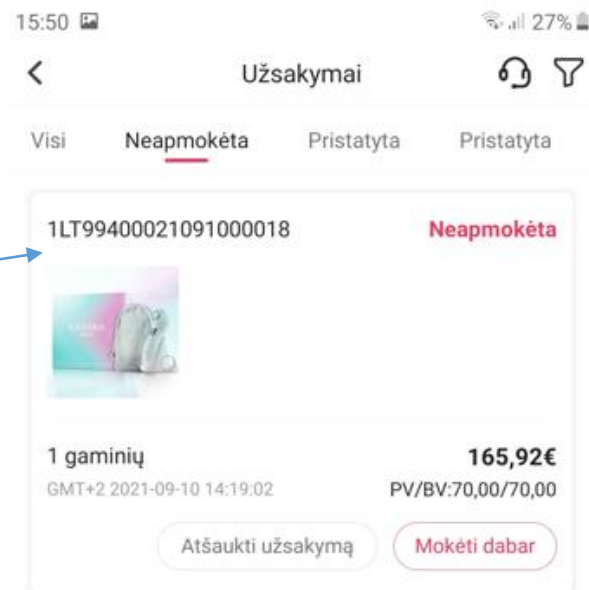 15:50 27%
Užsakymai
Visi Neapmokėta Pristatyta Pristatyta
1LT99400021091000018 Neapmokėta
1 gaminių 165,92€
GMT+2 2021-09-10 14:19:02 PV/BV:70,00/70,00
Atšaukti užsakymą Mokėti dabar